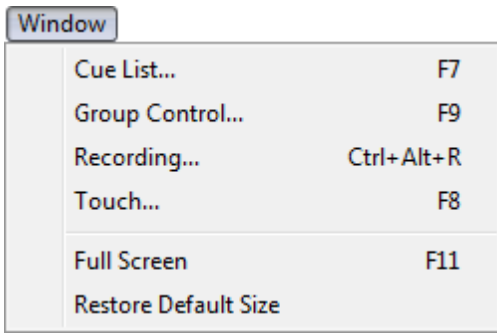 Window
Cue List... F7
Group Control... F9
Recording... Ctrl+Alt+R
Touch... F8
Full Screen F11
Restore Default Size